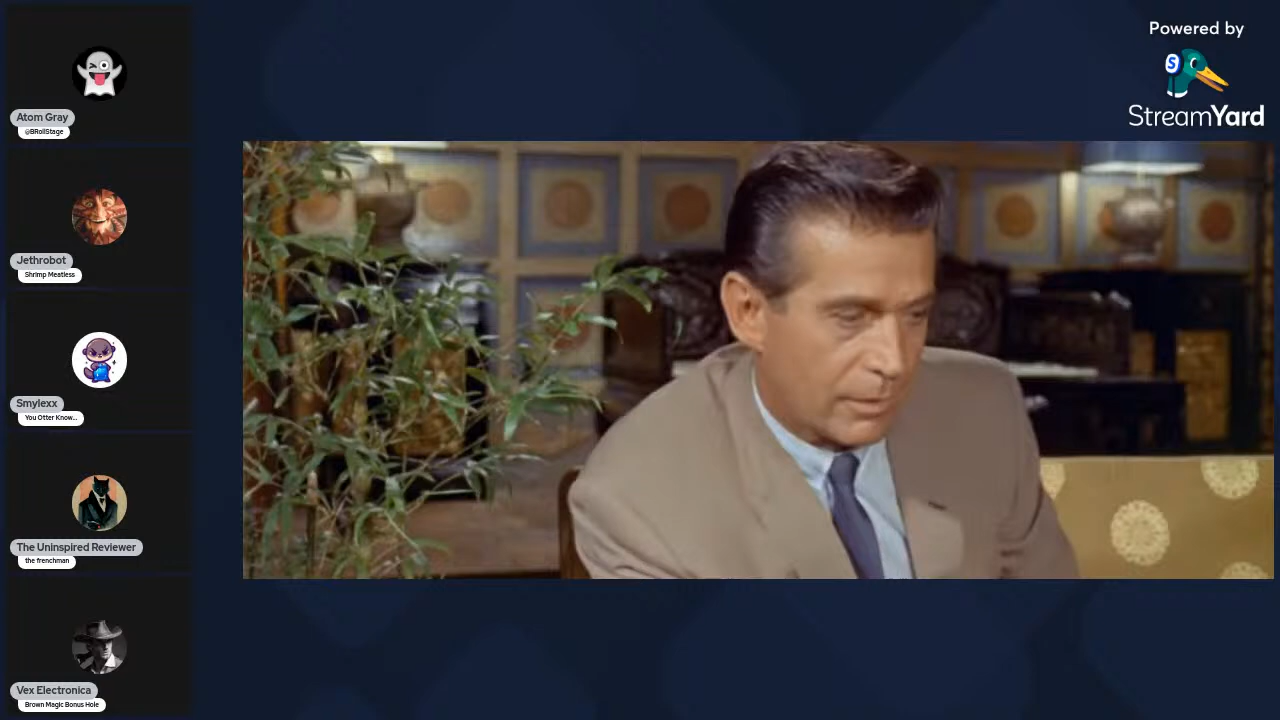 Powered by
S
StreamYard
Atom Gray
@BRollStage
Jethrobot
Shrimp Meatless
Smylexx
You Otter Know...
The Uninspired Reviewer
the frenchman
Vex Electronica
Brown Magic Bonus Hole